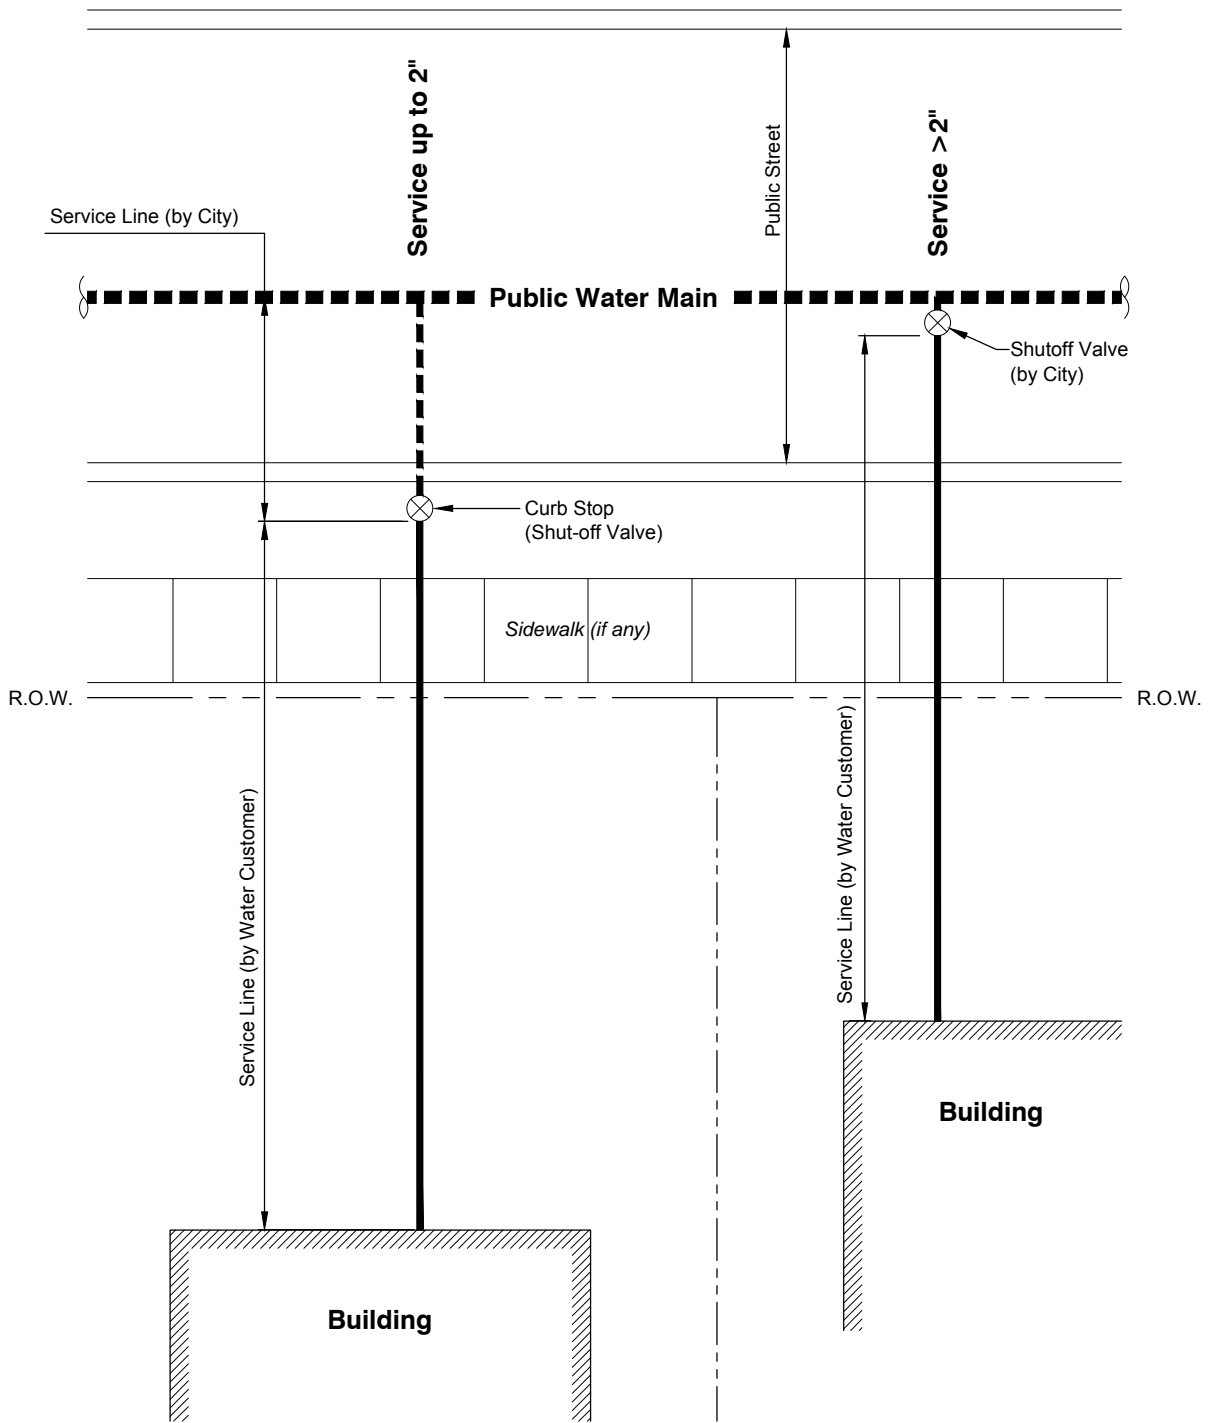 Service up to 2"
Service >2"
Public Street
Service Line (by City)
Public Water Main
Shutoff Valve
(by City)
Curb Stop
(Shut-off Valve)
Sidewalk (if any)
R.O.W.
R.O.W.
Service Line (by Water Customer)
Service Line (by Water Customer)
Building
Building